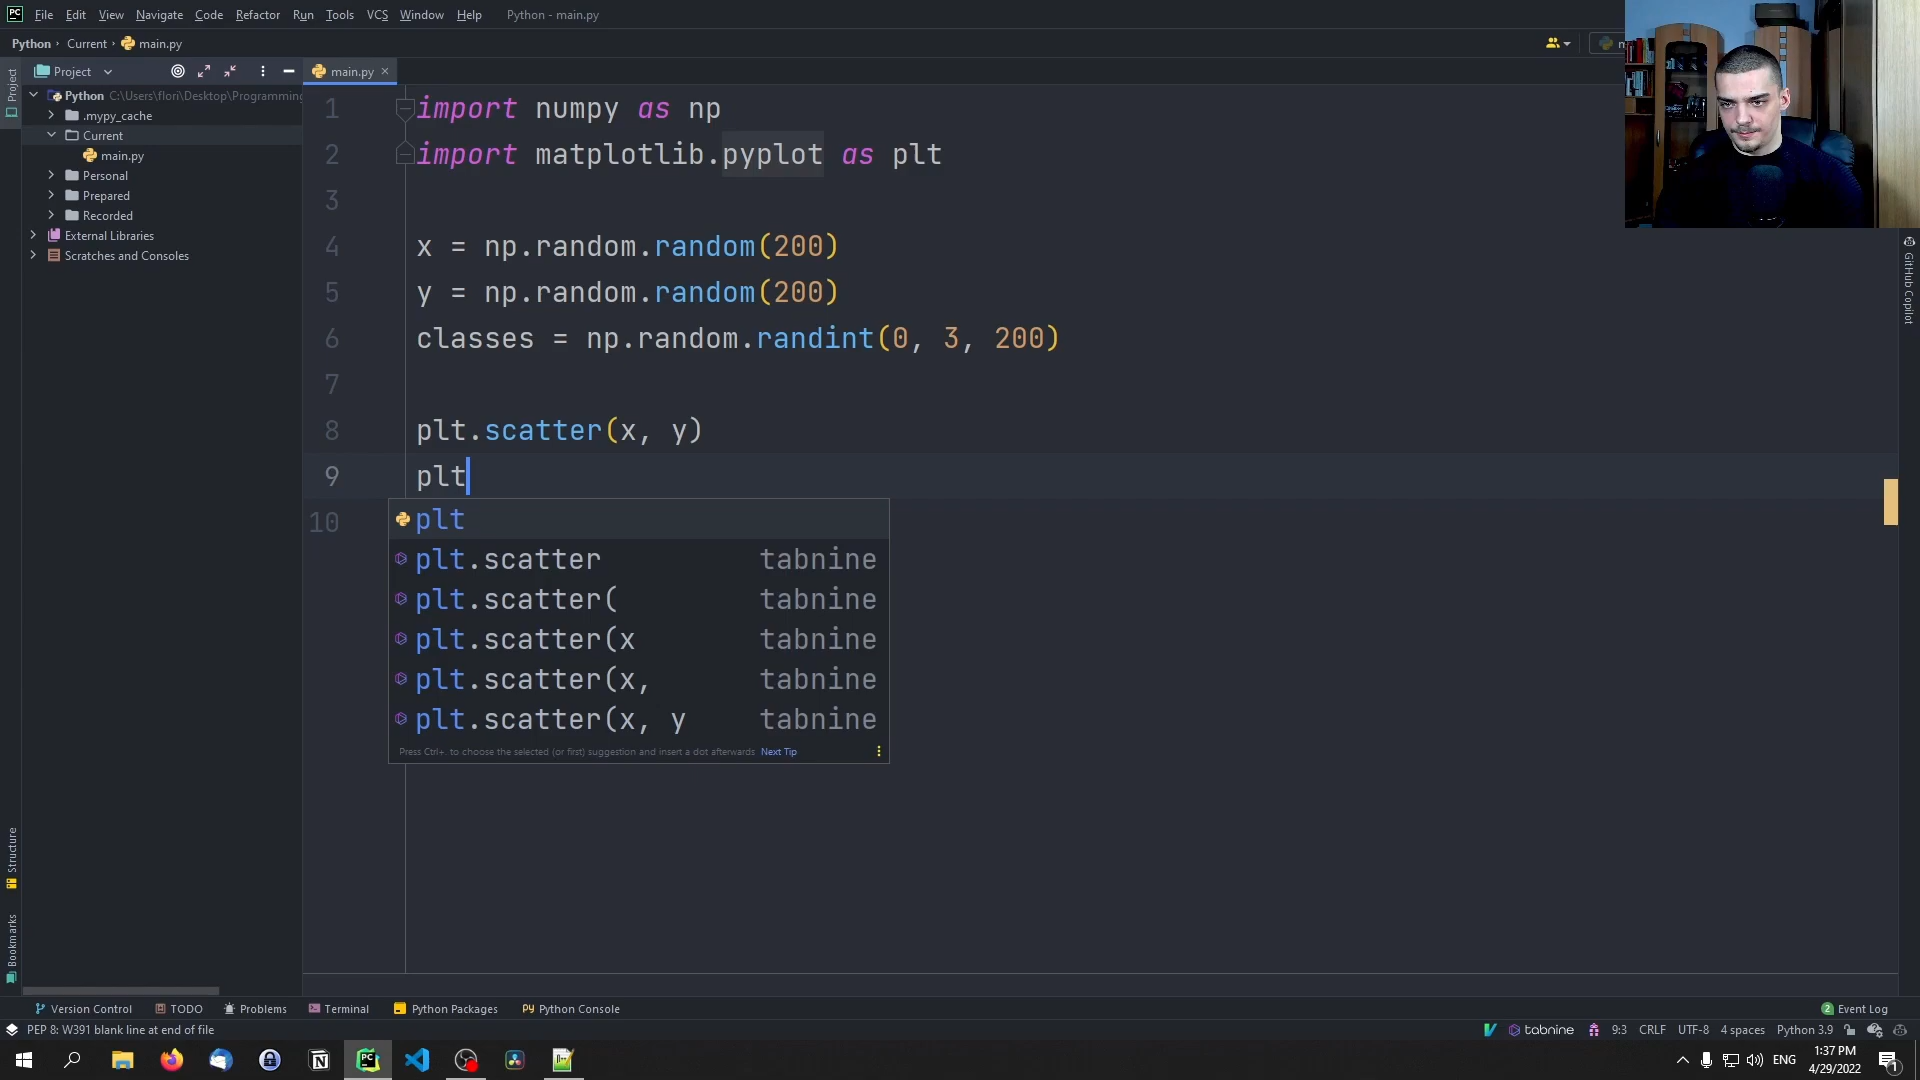 PC File Edit View Navigate Code Refactor Run Tools VCS Window Help Python - main.py
Python Current main.py
Project main.py
Python C:\Users\flori\Desktop\Programming
.mypy_cache
Current
main.py
Personal
Prepared
Recorded
External Libraries
Scratches and Consoles
Project
Structure
Bookmarks
1 import numpy as np
2 import matplotlib.pyplot as plt
3
4 x = np.random.random(200)
5 y = np.random.random(200)
6 classes = np.random.randint(0, 3, 200)
7
8 plt.scatter(x, y)
9 plt
10
plt
plt.scatter tabnine
plt.scatter( tabnine
plt.scatter(x tabnine
plt.scatter(x, tabnine
plt.scatter(x, y tabnine
Press Ctrl+. to choose the selected (or first) suggestion and insert a dot afterwards Next Tip
GitHub Copilot
Version Control TODO Problems Terminal Python Packages Python Console 2 Event Log
PEP 8: W391 blank line at end of file tabnine 9:3 CRLF UTF-8 4 spaces Python 3.9
ENG 1:37 PM
4/29/2022 1